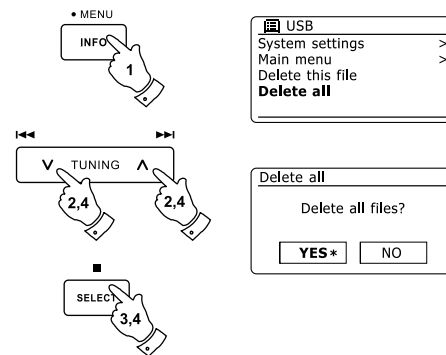 • MENU
INFO
1
V TUNING Λ
2,4
2,4
SELECT
3,4
USB
System settings >
Main menu >
Delete this file
Delete all
Delete all
Delete all files?
YES* NO